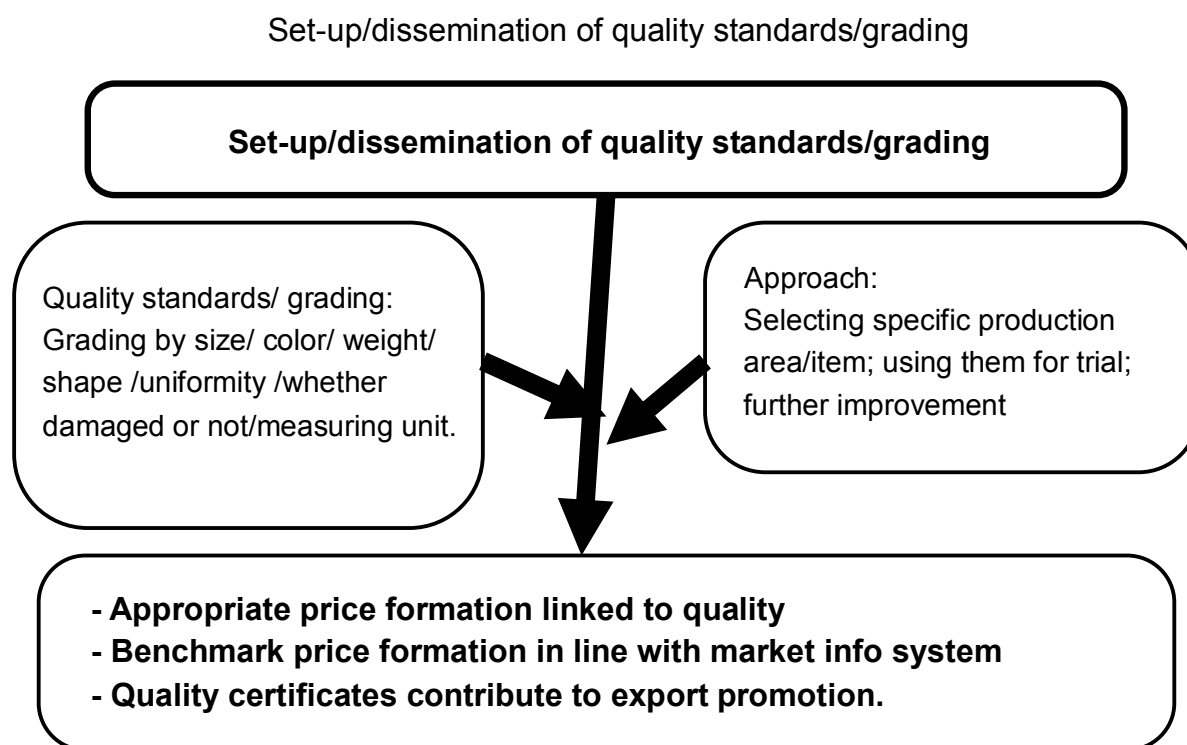 Set-up/dissemination of quality standards/grading
Set-up/dissemination of quality standards/grading
Quality standards/ grading:
Grading by size/ color/ weight/
shape /uniformity /whether
damaged or not/measuring unit.
Approach:
Selecting specific production
area/item; using them for trial;
further improvement
- Appropriate price formation linked to quality
- Benchmark price formation in line with market info system
- Quality certificates contribute to export promotion.